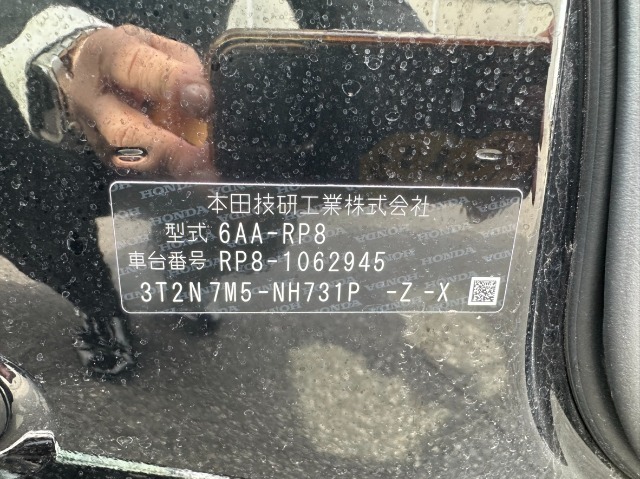 本田技研工業株式会社
型式 6AA-RP8
車台番号 RP8-1062945
3T2N 7M5-NH731P -Z -X